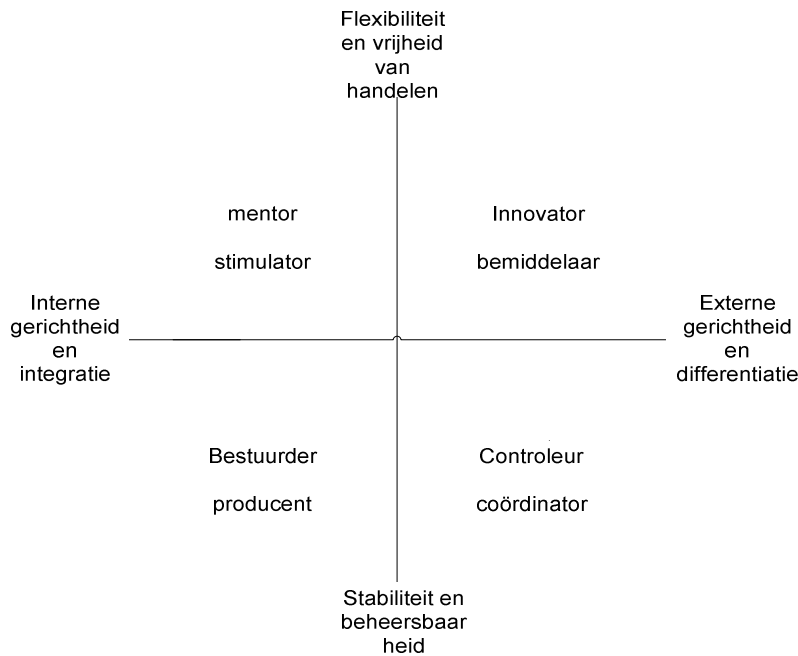 Flexibiliteit
en vrijheid
van
handelen
mentor
Innovator
stimulator
bemiddelaar
Interne
gerichtheid
en
integratie
Externe
gerichtheid
en
differentiatie
Bestuurder
Controleur
producent
coördinator
Stabiliteit en
beheersbaar
heid